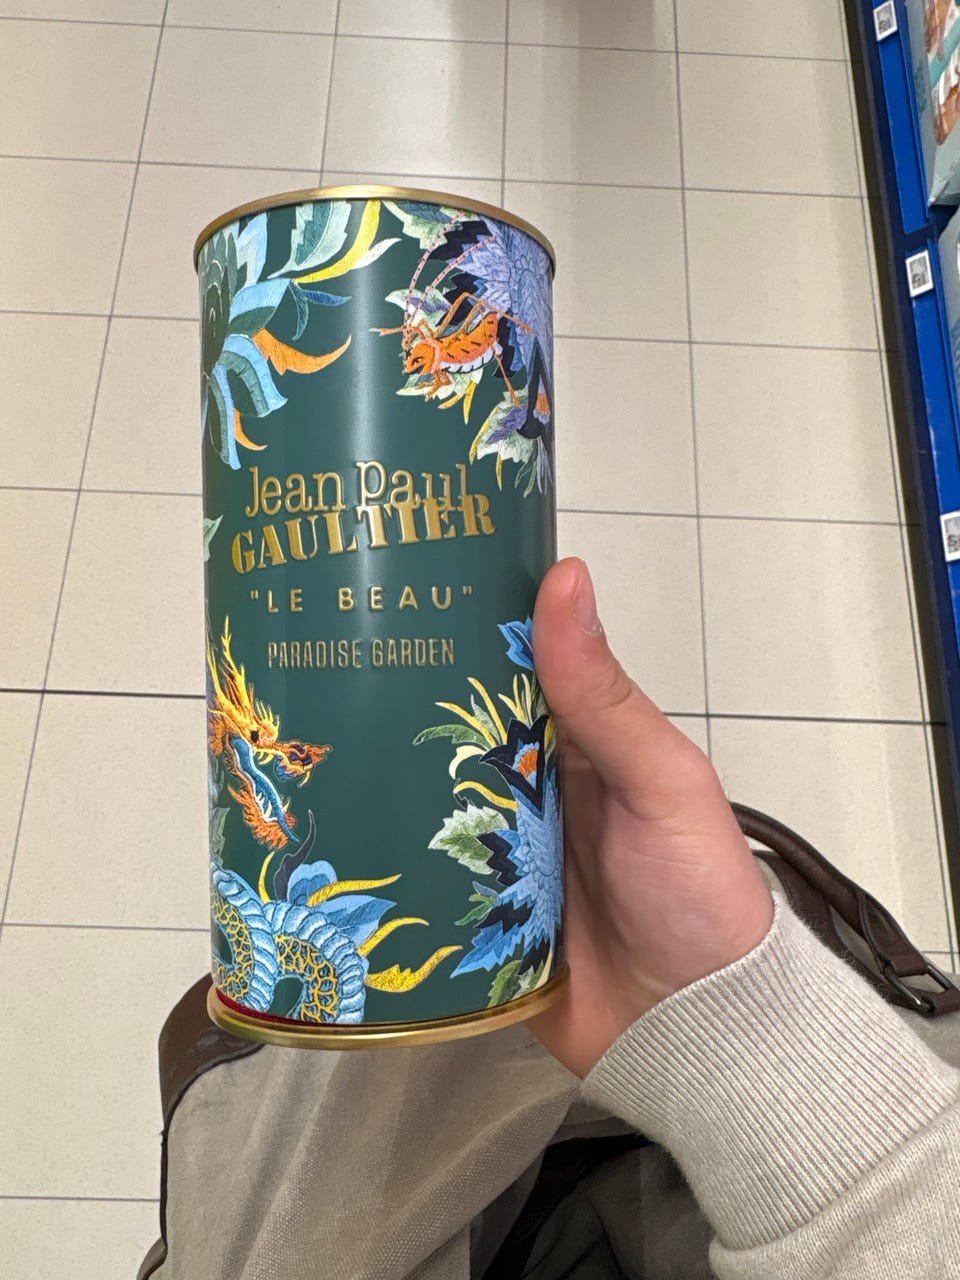 Jean Paul
GAULTIER
"LE BEAU"
PARADISE GARDEN